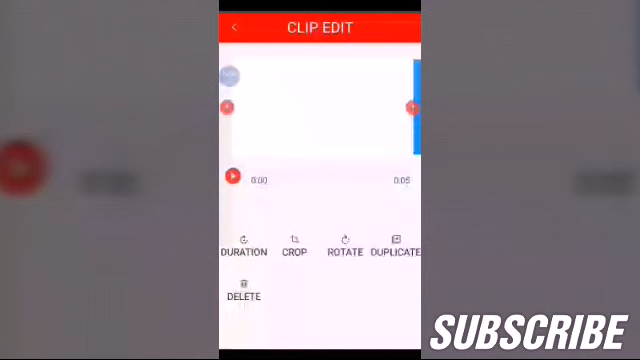 CLIP EDIT
0:00
0:05
DURATION
CROP
ROTATE
DUPLICATE
DELETE
SUBSCRIBE